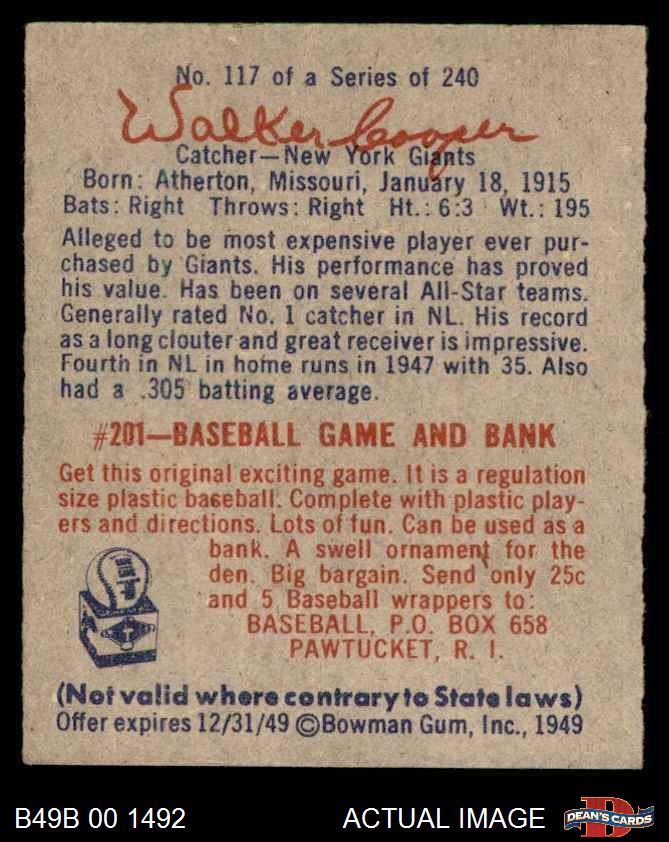 No. 117 of a Series of 240
Walker Cooper
Catcher—New York Giants
Born: Atherton, Missouri, January 18, 1915
Bats: Right Throws: Right Ht.: 6:3 Wt.: 195
Alleged to be most expensive player ever pur-
chased by Giants. His performance has proved
his value. Has been on several All-Star teams.
Generally rated No. 1 catcher in NL. His record
as a long clouter and great receiver is impressive.
Fourth in NL in home runs in 1947 with 35. Also
had a .305 batting average.
#201—BASEBALL GAME AND BANK
Get this original exciting game. It is a regulation
size plastic baseball. Complete with plastic play-
ers and directions. Lots of fun. Can be used as a
bank. A swell ornament for the
den. Big bargain. Send only 25c
and 5 Baseball wrappers to:
BASEBALL, P.O. BOX 658
PAWTUCKET, R. I.
(Not valid where contrary to State laws)
Offer expires 12/31/49 ©Bowman Gum, Inc., 1949
B49B 00 1492
ACTUAL IMAGE
DEAN'S CARDS